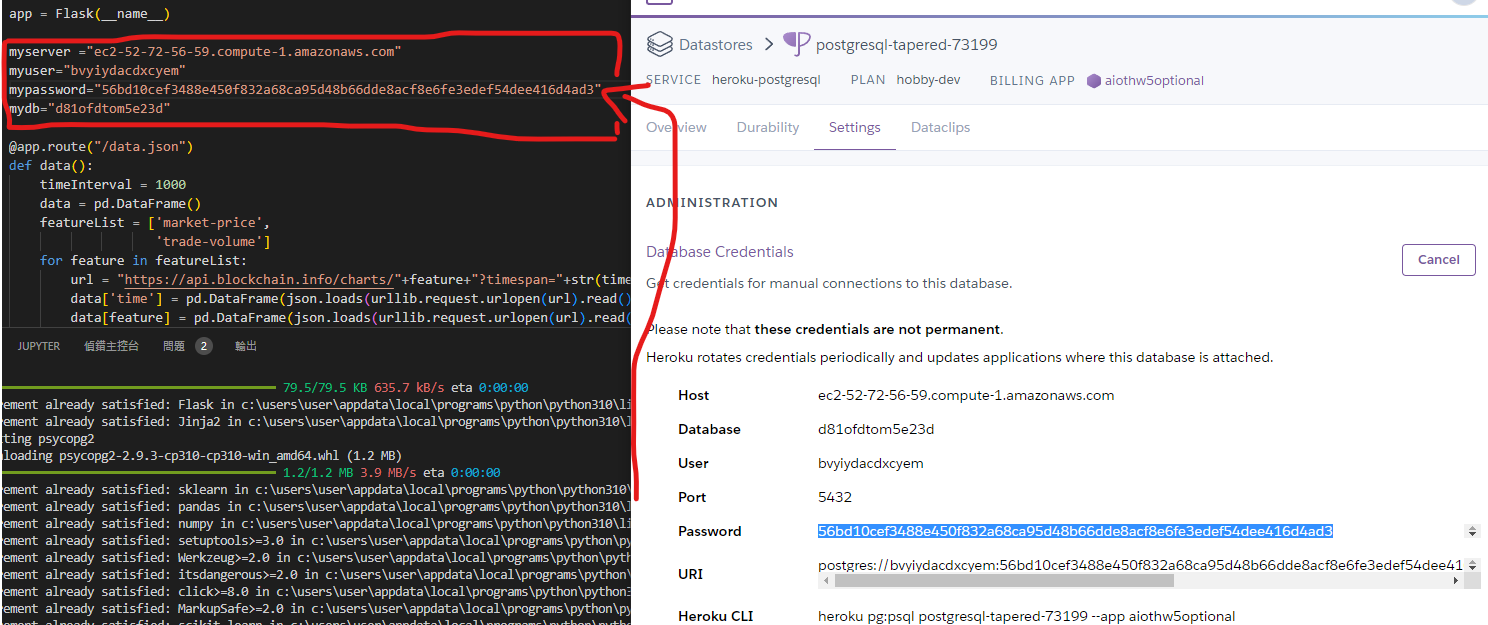 app = Flask(__name__)
myserver ="ec2-52-72-56-59.compute-1.amazonaws.com"
myuser="bvyiydacdxcyem"
mypassword="56bd10cef3488e450f832a68ca95d48b66dde8acf8e6fe3edef54dee416d4ad3"
mydb="d81ofdtom5e23d"
@app.route("/data.json")
def data():
timeInterval = 1000
data = pd.DataFrame()
featureList = ['market-price',
'trade-volume']
for feature in featureList:
url = "https://api.blockchain.info/charts/"+feature+"?timespan="+str(time
data['time'] = pd.DataFrame(json.loads(urllib.request.urlopen(url).read()
data[feature] = pd.DataFrame(json.loads(urllib.request.urlopen(url).read(
JUPYTER 偵錯主控台 問題 2 輸出
79.5/79.5 KB 635.7 kB/s eta 0:00:00
ement already satisfied: Flask in c:\users\user\appdata\local\programs\python\python310\li
ement already satisfied: Jinja2 in c:\users\user\appdata\local\programs\python\python310\l
ting psycopg2
loading psycopg2-2.9.3-cp310-cp310-win_amd64.whl (1.2 MB)
1.2/1.2 MB 3.9 MB/s eta 0:00:00
ement already satisfied: sklearn in c:\users\user\appdata\local\programs\python\python310\
ement already satisfied: pandas in c:\users\user\appdata\local\programs\python\python310\l
ement already satisfied: numpy in c:\users\user\appdata\local\programs\python\python310\li
ement already satisfied: setuptools>=3.0 in c:\users\user\appdata\local\programs\python\py
ement already satisfied: Werkzeug>=2.0 in c:\users\user\appdata\local\programs\python\pyth
ement already satisfied: itsdangerous>=2.0 in c:\users\user\appdata\local\programs\python\
ement already satisfied: click>=8.0 in c:\users\user\appdata\local\programs\python\python3
ement already satisfied: MarkupSafe>=2.0 in c:\users\user\appdata\local\programs\python\py
ement already satisfied: scikit-learn in c:\users\user\appdata\local\programs\python\pytho
Datastores > postgresql-tapered-73199
SERVICE heroku-postgresql PLAN hobby-dev BILLING APP aiothw5optional
Overview Durability Settings Dataclips
ADMINISTRATION
Database Credentials
Cancel
Get credentials for manual connections to this database.
Please note that these credentials are not permanent.
Heroku rotates credentials periodically and updates applications where this database is attached.
Host ec2-52-72-56-59.compute-1.amazonaws.com
Database d81ofdtom5e23d
User bvyiydacdxcyem
Port 5432
Password 56bd10cef3488e450f832a68ca95d48b66dde8acf8e6fe3edef54dee416d4ad3
URI postgres://bvyiydacdxcyem:56bd10cef3488e450f832a68ca95d48b66dde8acf8e6fe3edef54dee41
Heroku CLI heroku pg:psql postgresql-tapered-73199 --app aiothw5optional